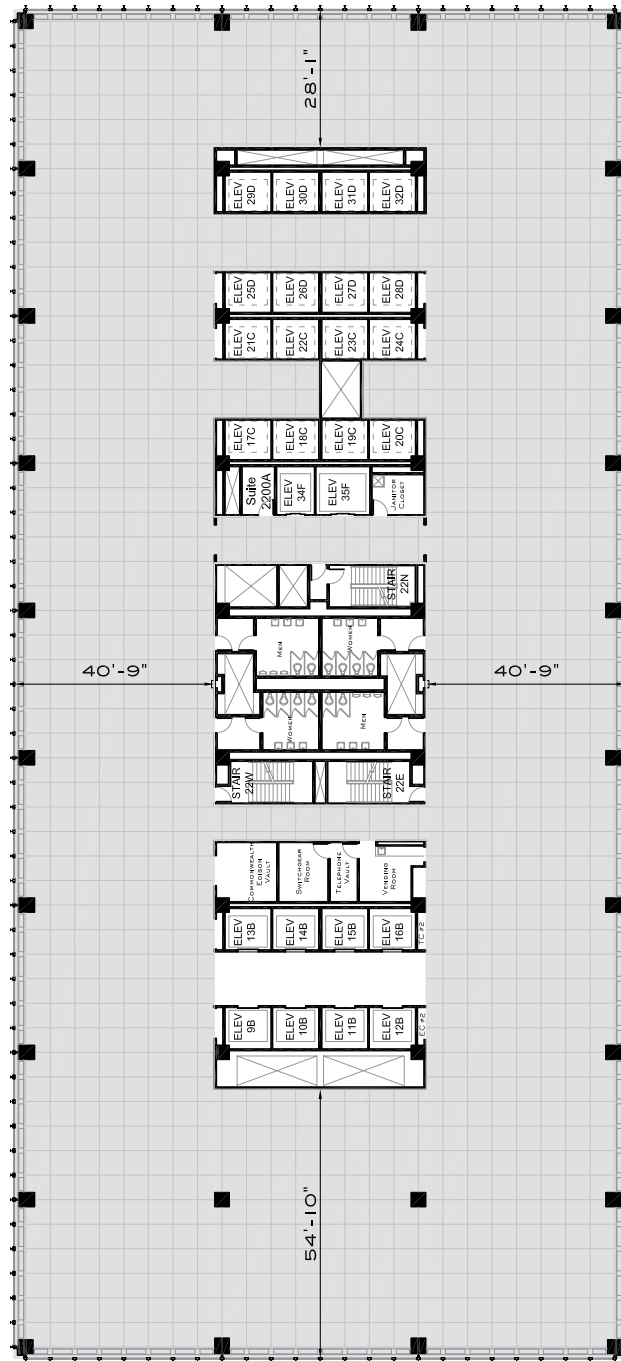 28'-1"
ELEV
29D
ELEV
30D
ELEV
31D
ELEV
32D
ELEV
25D
ELEV
26D
ELEV
27D
ELEV
28D
ELEV
21C
ELEV
22C
ELEV
23C
ELEV
24C
ELEV
17C
ELEV
18C
ELEV
19C
ELEV
20C
Suite
2200A
ELEV
34F
ELEV
35F
JANITOR
CLOSET
STAIR
22N
MEN
WOMEN
40'-9"
40'-9"
WOMEN
MEN
STAIR
22W
STAIR
22E
COMMONWEALTH
EDISON
VAULT
SWITCHGEAR
ROOM
TELEPHONE
VAULT
VENDING
ROOM
ELEV
13B
ELEV
14B
ELEV
15B
ELEV
16B
TC #2
ELEV
9B
ELEV
10B
ELEV
11B
ELEV
12B
EC #2
54'-10"